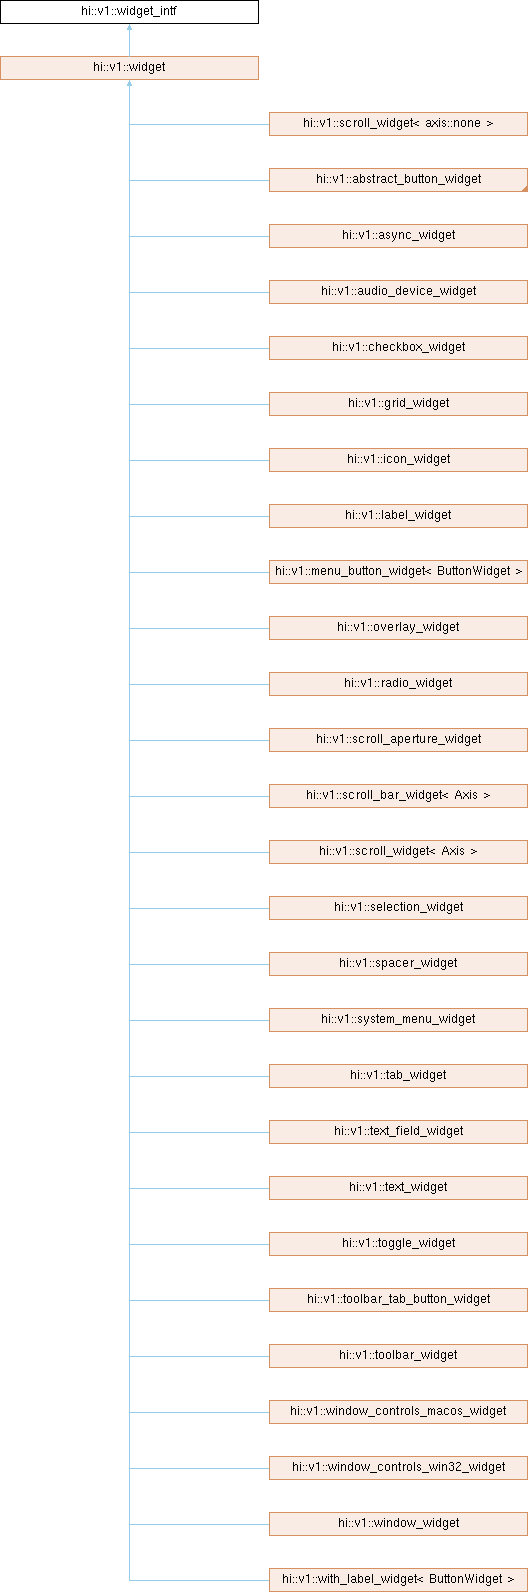 hi::v1::widget_intf
hi::v1::widget
hi::v1::scroll_widget< axis::none >
hi::v1::abstract_button_widget
hi::v1::async_widget
hi::v1::audio_device_widget
hi::v1::checkbox_widget
hi::v1::grid_widget
hi::v1::icon_widget
hi::v1::label_widget
hi::v1::menu_button_widget< ButtonWidget >
hi::v1::overlay_widget
hi::v1::radio_widget
hi::v1::scroll_aperture_widget
hi::v1::scroll_bar_widget< Axis >
hi::v1::scroll_widget< Axis >
hi::v1::selection_widget
hi::v1::spacer_widget
hi::v1::system_menu_widget
hi::v1::tab_widget
hi::v1::text_field_widget
hi::v1::text_widget
hi::v1::toggle_widget
hi::v1::toolbar_tab_button_widget
hi::v1::toolbar_widget
hi::v1::window_controls_macos_widget
hi::v1::window_controls_win32_widget
hi::v1::window_widget
hi::v1::with_label_widget< ButtonWidget >